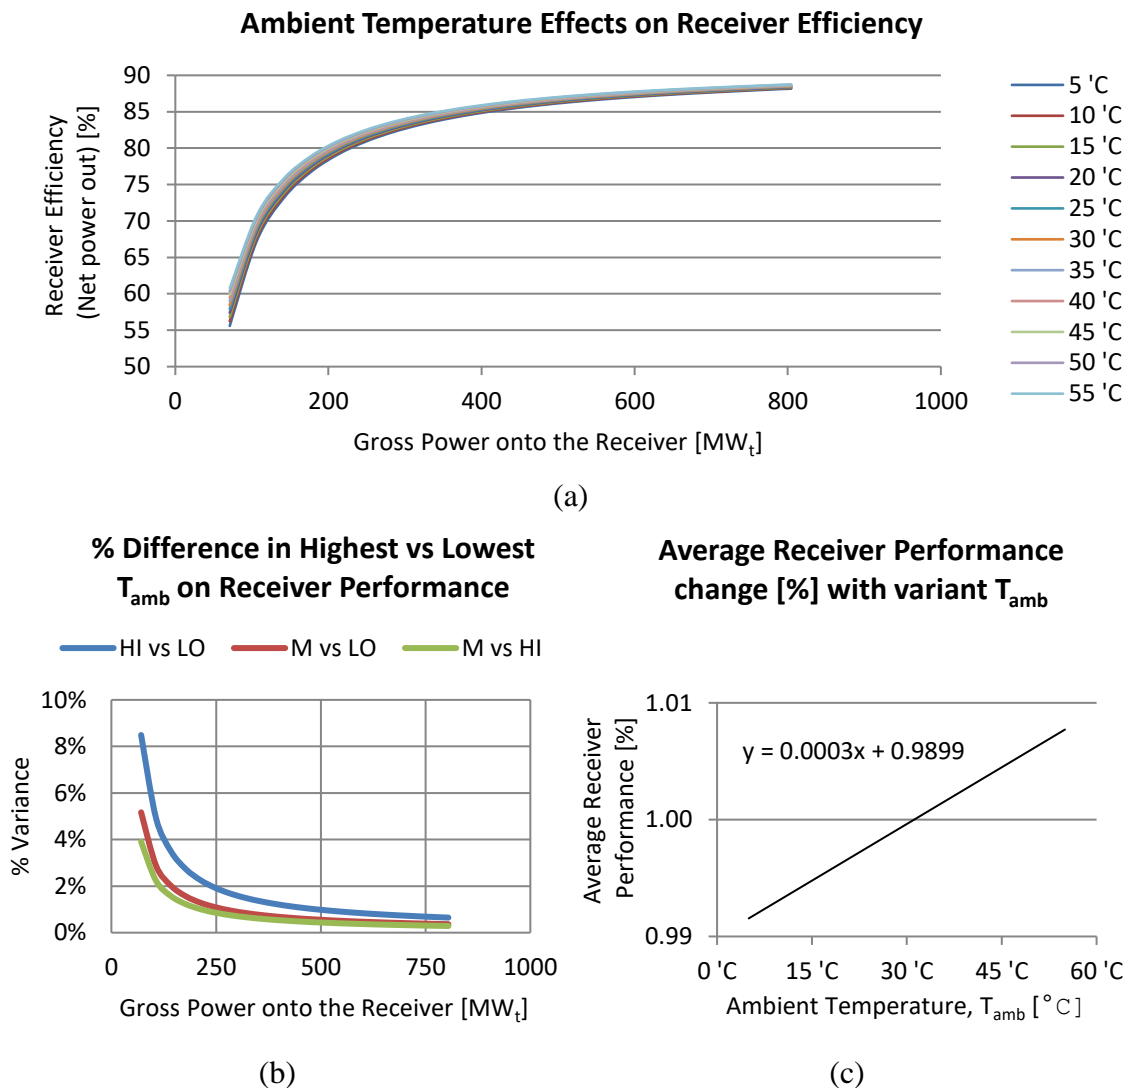 Ambient Temperature Effects on Receiver Efficiency
Receiver Efficiency
(Net power out) [%]
90
85
80
75
70
65
60
55
50
0 200 400 600 800 1000
Gross Power onto the Receiver [MWt]
5 'C
10 'C
15 'C
20 'C
25 'C
30 'C
35 'C
40 'C
45 'C
50 'C
55 'C
(a)
% Difference in Highest vs Lowest
Tamb on Receiver Performance
HI vs LO M vs LO M vs HI
% Variance
10%
8%
6%
4%
2%
0%
0 250 500 750 1000
Gross Power onto the Receiver [MWt]
(b)
Average Receiver Performance
change [%] with variant Tamb
Average Receiver
Performance [%]
1.01
1.00
0.99
y = 0.0003x + 0.9899
0 'C 15 'C 30 'C 45 'C 60 'C
Ambient Temperature, Tamb [°C]
(c)